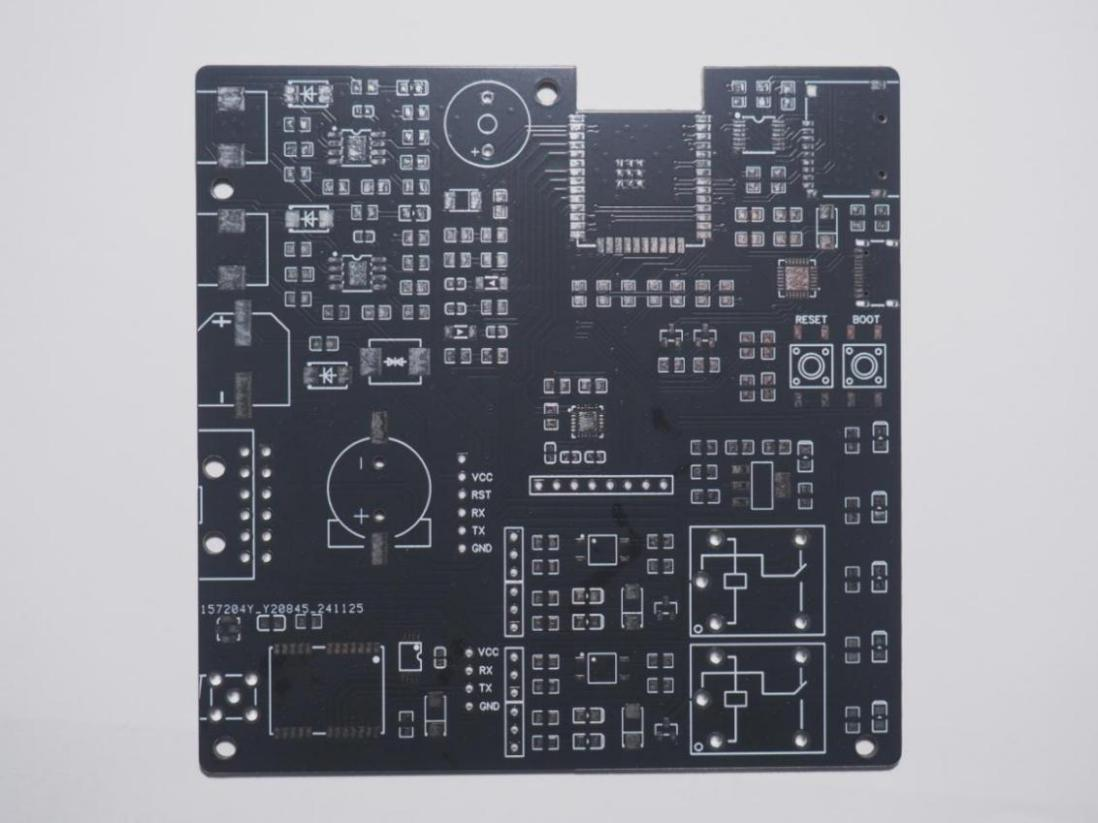 +
RESET BOOT
+
-
-
+
VCC
RST
RX
TX
GND
157204Y_Y20845_241125
VCC
RX
TX
GND